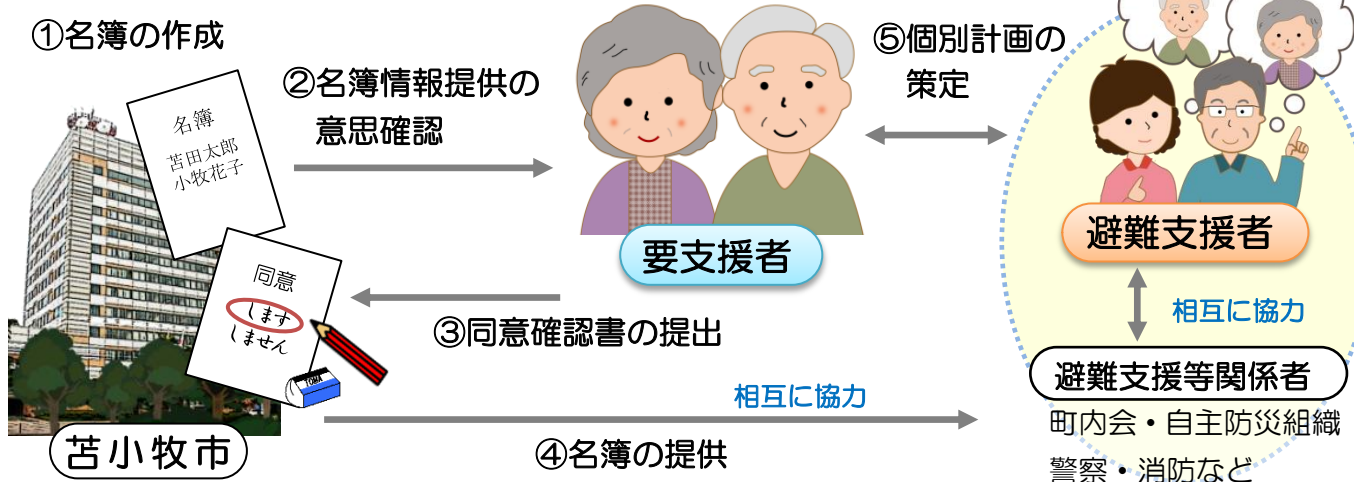 ①名簿の作成
名簿
苫田太郎
小牧花子
②名簿情報提供の
意思確認
同意
します
しません
TOMA
苫小牧市
要支援者
③同意確認書の提出
相互に協力
④名簿の提供
⑤個別計画の
策定
避難支援者
相互に協力
避難支援等関係者
町内会・自主防災組織
警察・消防など